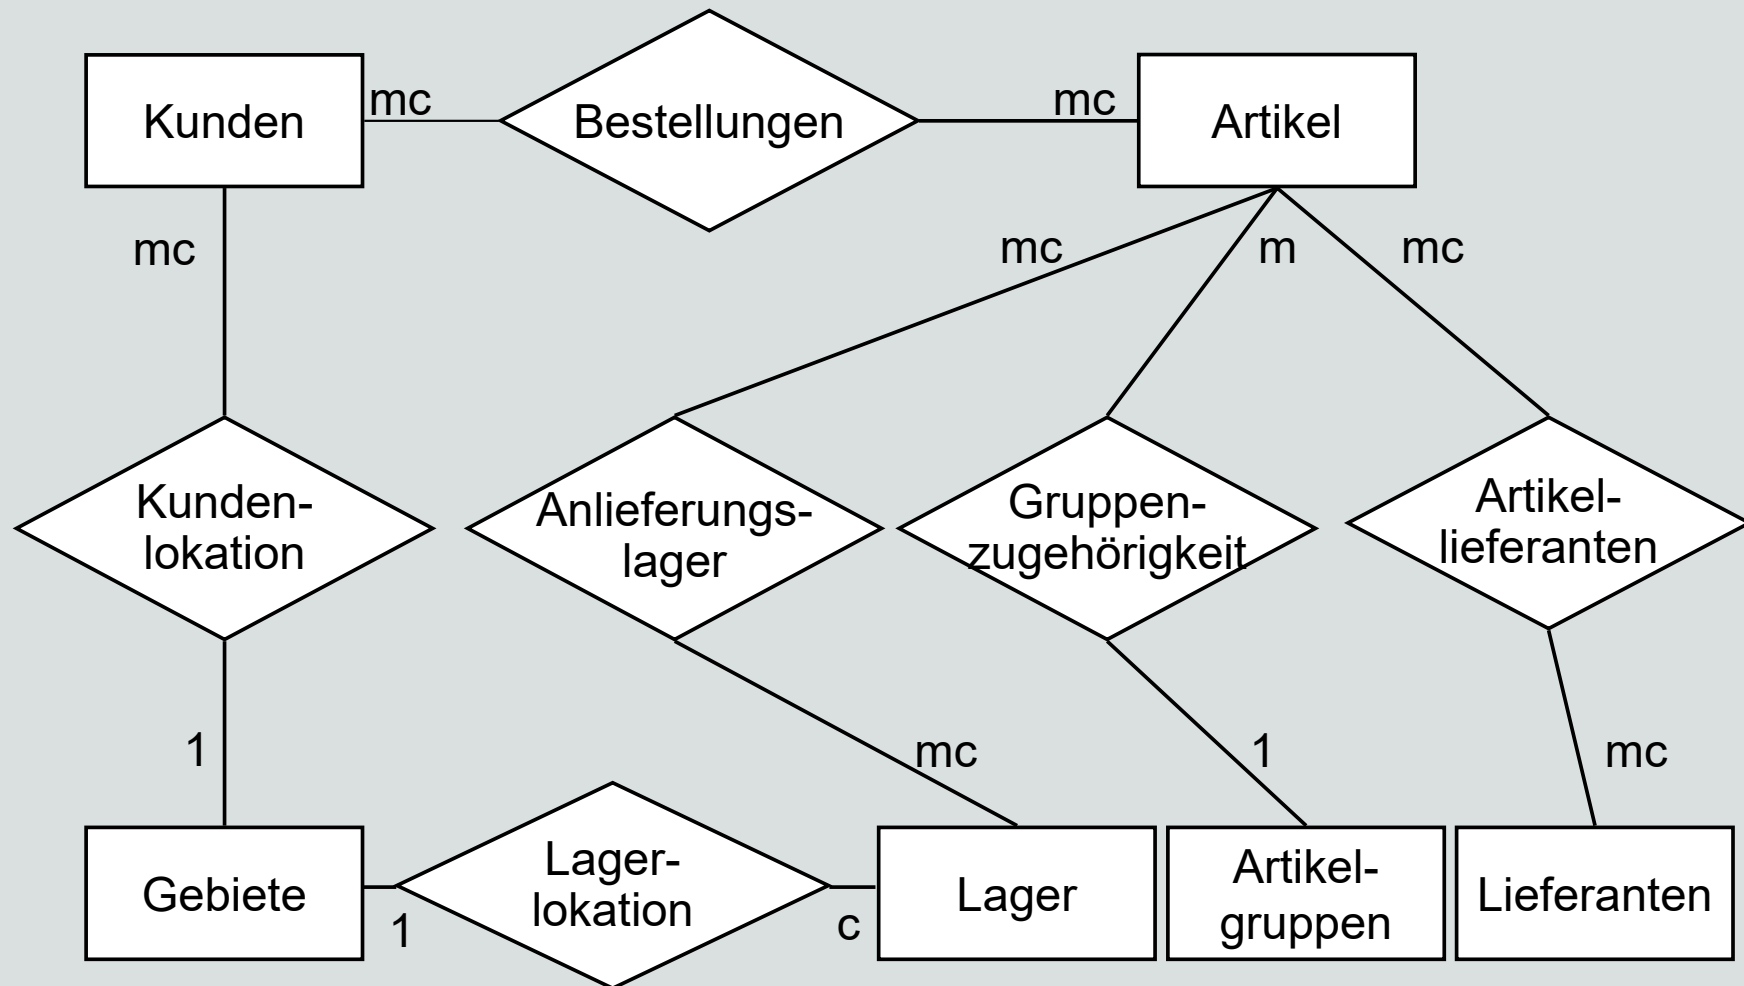 Kunden
mc
Bestellungen
mc
Artikel
mc
mc
m
mc
Kunden-
lokation
Anlieferungs-
lager
Gruppen-
zugehörigkeit
Artikel-
lieferanten
1
mc
1
mc
Gebiete
1
Lager-
lokation
c
Lager
Artikel-
gruppen
Lieferanten